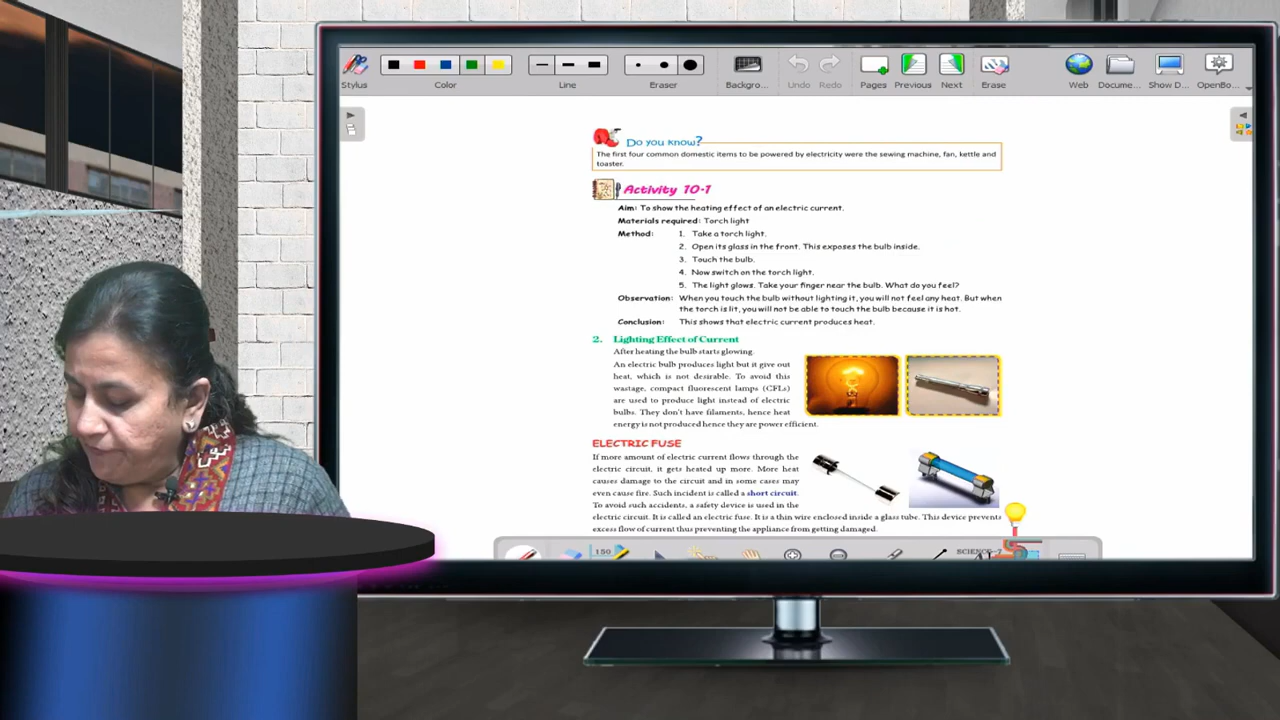 Stylus
Color
Line
Eraser
Backgro...
Undo
Redo
Pages
Previous
Next
Erase
Web
Docume...
Show D...
OpenBo...
Do you know?
The first four common domestic items to be powered by electricity were the sewing machine, fan, kettle and
toaster.
Activity 10·1
Aim: To show the heating effect of an electric current.
Materials required: Torch light
Method: 1. Take a torch light.
2. Open its glass in the front. This exposes the bulb inside.
3. Touch the bulb.
4. Now switch on the torch light.
5. The light glows. Take your finger near the bulb. What do you feel?
Observation: When you touch the bulb without lighting it, you will not feel any heat. But when
the torch is lit, you will not be able to touch the bulb because it is hot.
Conclusion: This shows that electric current produces heat.
2. Lighting Effect of Current
After heating the bulb starts glowing.
An electric bulb produces light but it give out
heat, which is not desirable. To avoid this
wastage, compact fluorescent lamps (CFLs)
are used to produce light instead of electric
bulbs. They don't have filaments, hence heat
energy is not produced hence they are power efficient.
ELECTRIC FUSE
If more amount of electric current flows through the
electric circuit, it gets heated up more. More heat
causes damage to the circuit and in some cases may
even cause fire. Such incident is called a short circuit.
To avoid such accidents, a safety device is used in the
electric circuit. It is called an electric fuse. It is a thin wire enclosed inside a glass tube. This device prevents
excess flow of current thus preventing the appliance from getting damaged.
150
SCIENCE-7